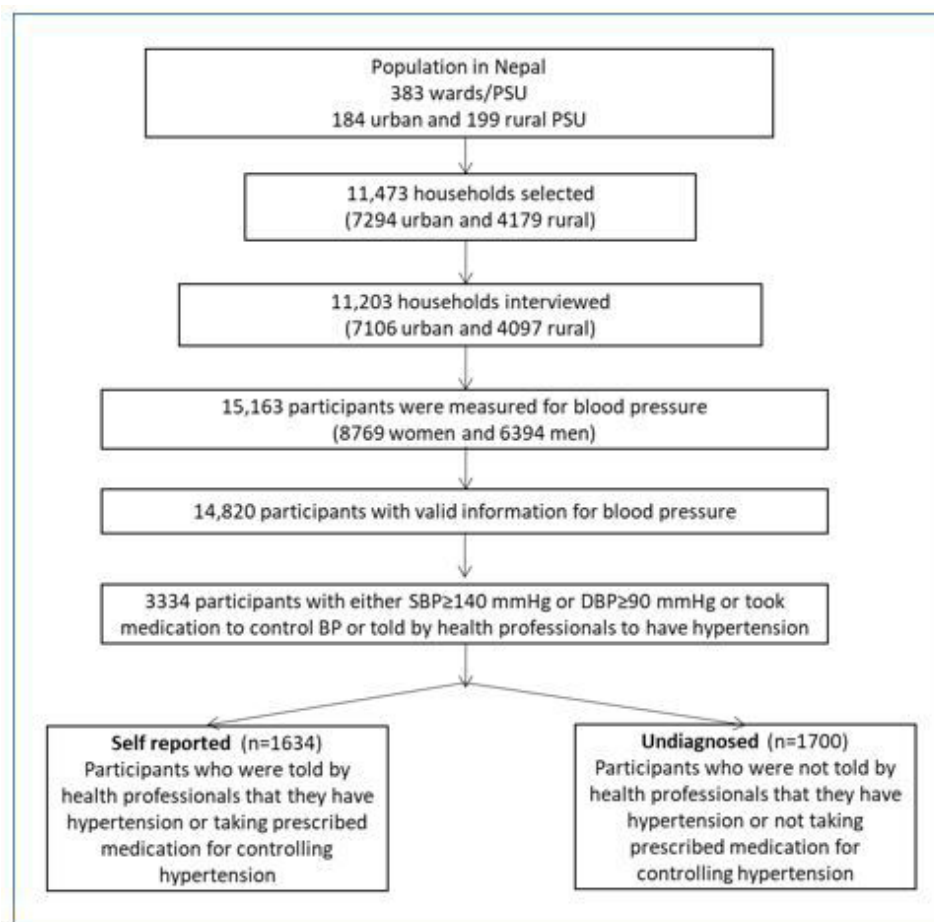 Population in Nepal
383 wards/PSU
184 urban and 199 rural PSU
11,473 households selected
(7294 urban and 4179 rural)
11,203 households interviewed
(7106 urban and 4097 rural)
15,163 participants were measured for blood pressure
(8769 women and 6394 men)
14,820 participants with valid information for blood pressure
3334 participants with either SBP≥140 mmHg or DBP≥90 mmHg or took
medication to control BP or told by health professionals to have hypertension
Self reported (n=1634)
Participants who were told by
health professionals that they have
hypertension or taking prescribed
medication for controlling
hypertension
Undiagnosed (n=1700)
Participants who were not told by
health professionals that they have
hypertension or not taking
prescribed medication for
controlling hypertension